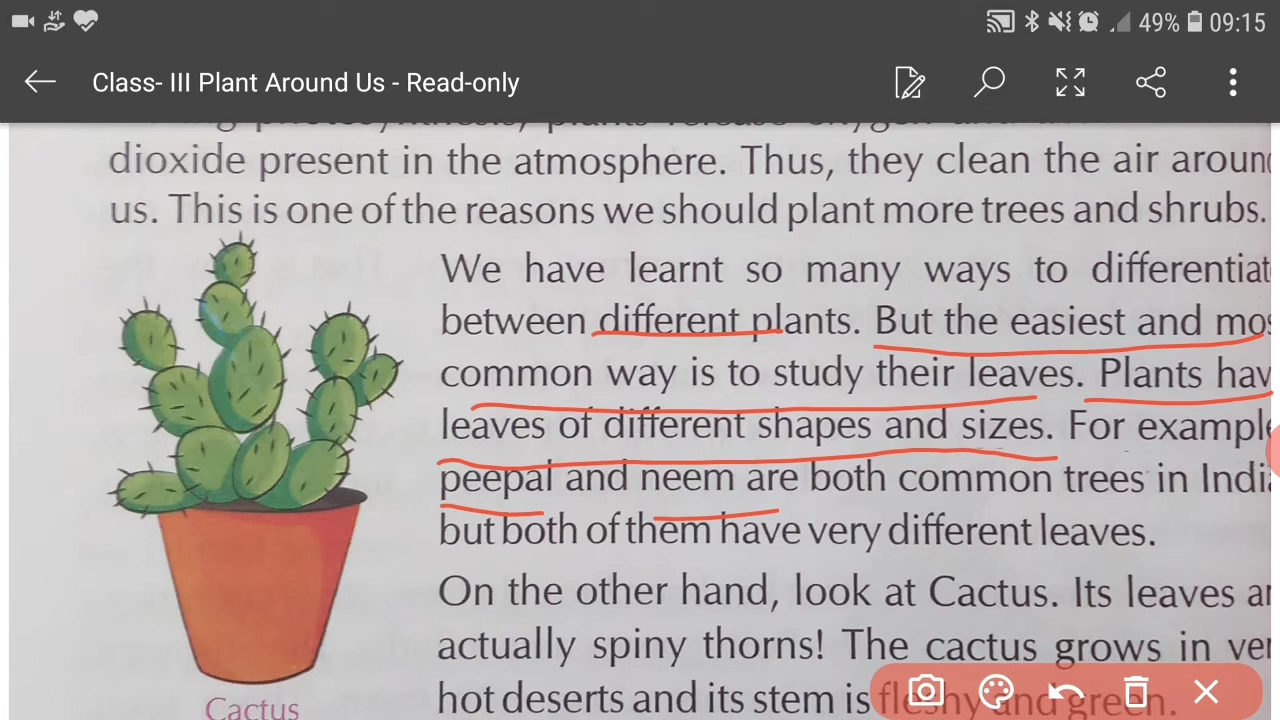 49% 09:15
Class- III Plant Around Us - Read-only
dioxide present in the atmosphere. Thus, they clean the air aroun
us. This is one of the reasons we should plant more trees and shrubs.
We have learnt so many ways to differentiat
between different plants. But the easiest and mos
common way is to study their leaves. Plants hav
leaves of different shapes and sizes. For example
peepal and neem are both common trees in Indi
but both of them have very different leaves.
On the other hand, look at Cactus. Its leaves ar
actually spiny thorns! The cactus grows in ver
hot deserts and its stem is fleshy and green.
Cactus